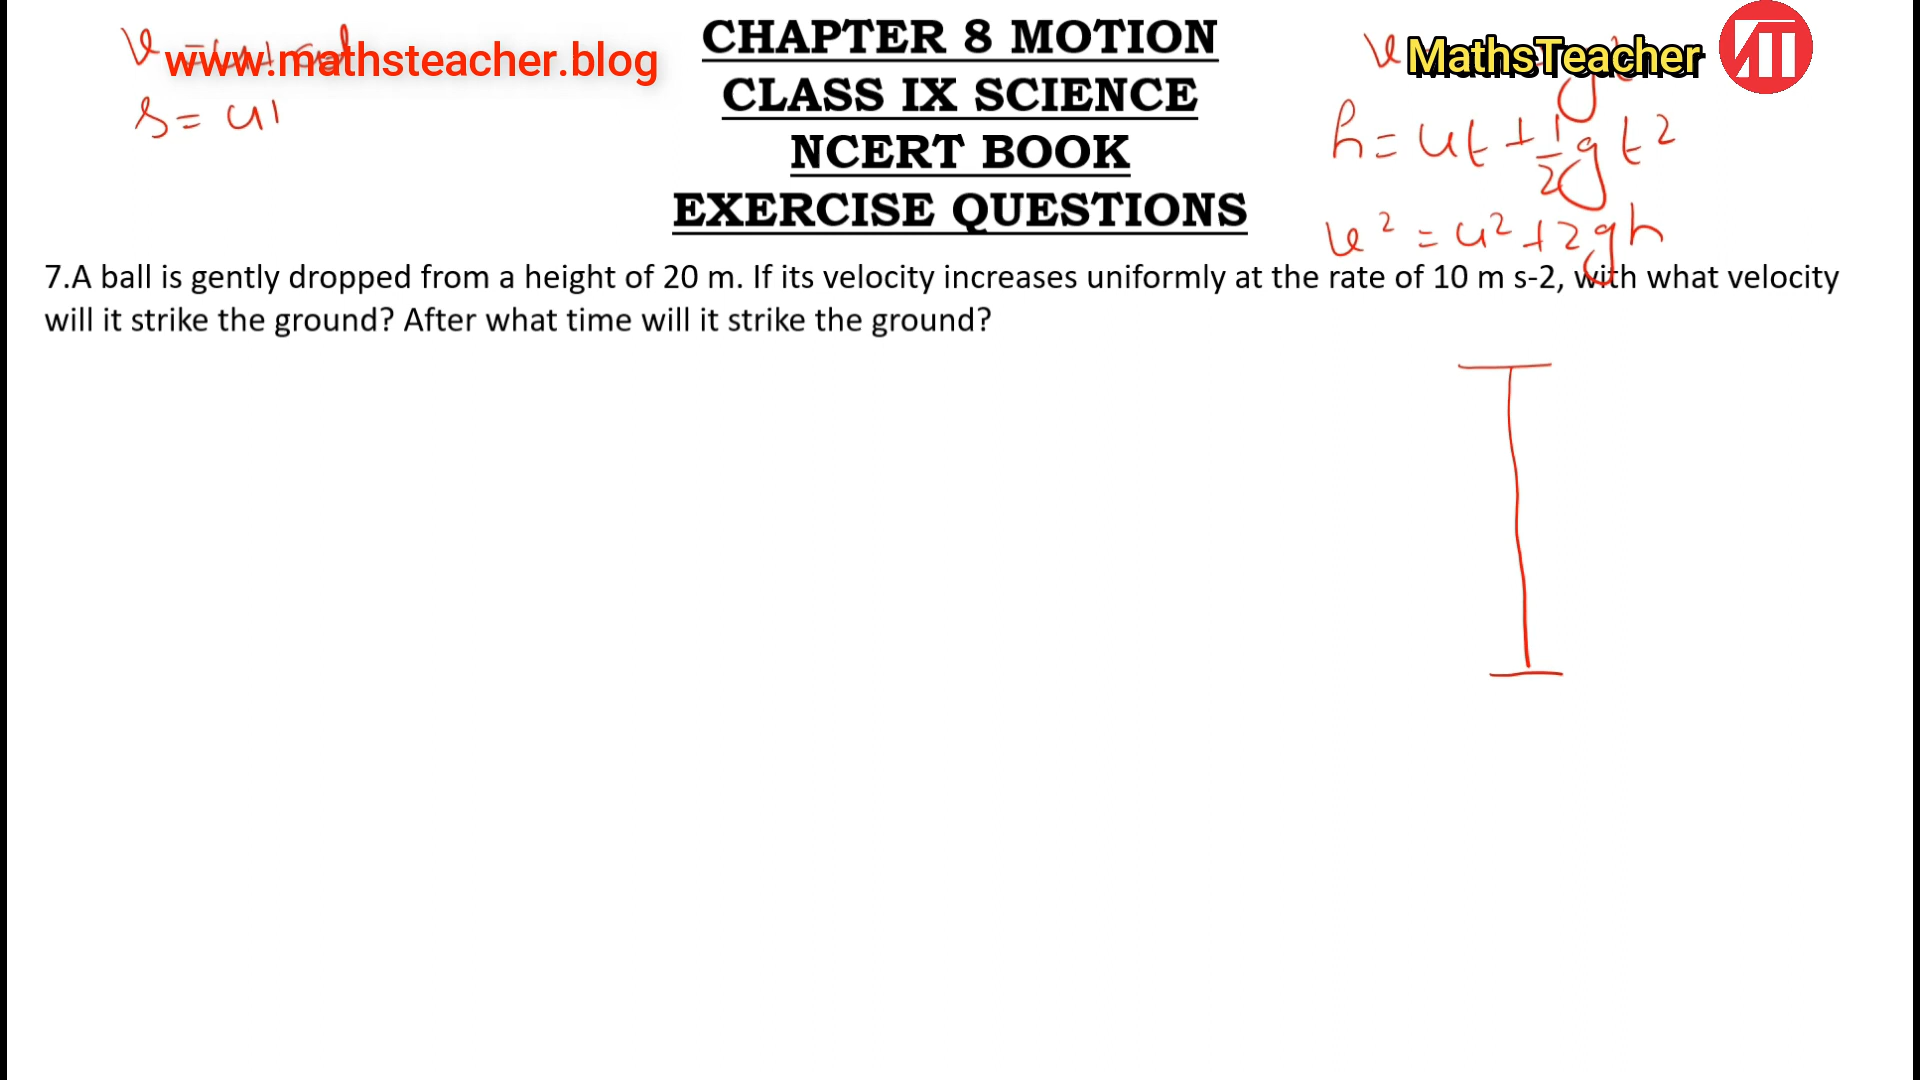 www.mathsteacher.blog
s = ut
CHAPTER 8 MOTION
CLASS IX SCIENCE
NCERT BOOK
EXERCISE QUESTIONS
MathsTeacher
h = ut + 1/2 gt²
v² = u² + 2gh
7.A ball is gently dropped from a height of 20 m. If its velocity increases uniformly at the rate of 10 m s-2, with what velocity
will it strike the ground? After what time will it strike the ground?